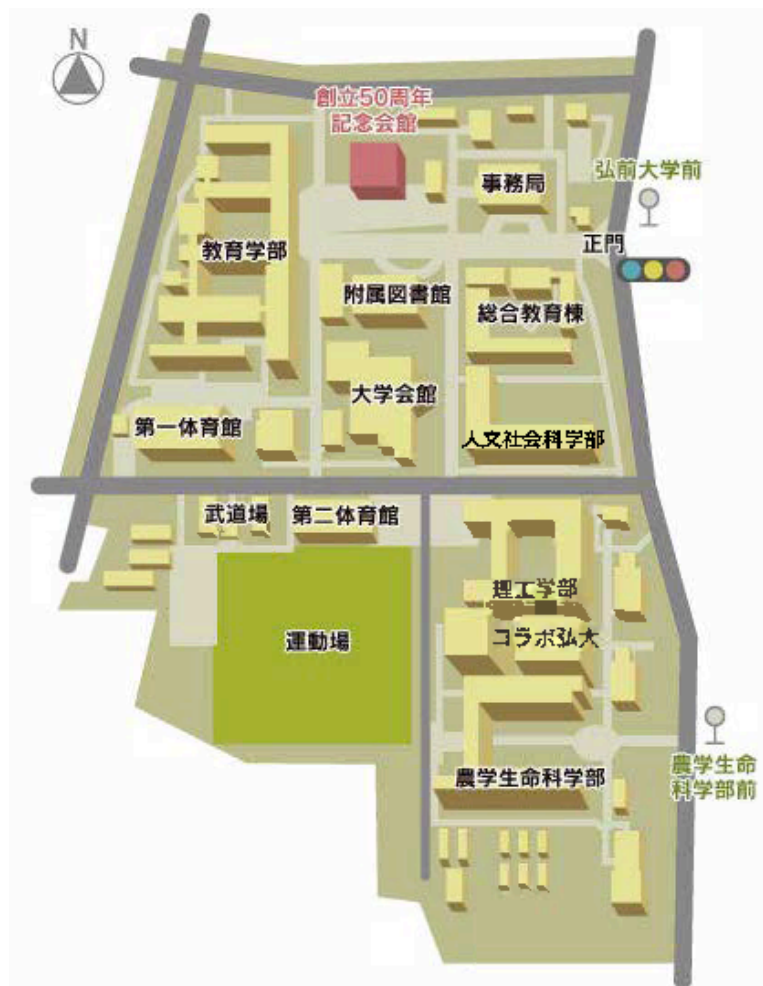 N
創立50周年
記念会館
事務局
弘前大学前
教育学部
正門
附属図書館
総合教育棟
大学会館
第一体育館
人文社会科学部
武道場
第二体育館
理工学部
コラボ弘大
運動場
農学生命科学部
農学生命
科学部前